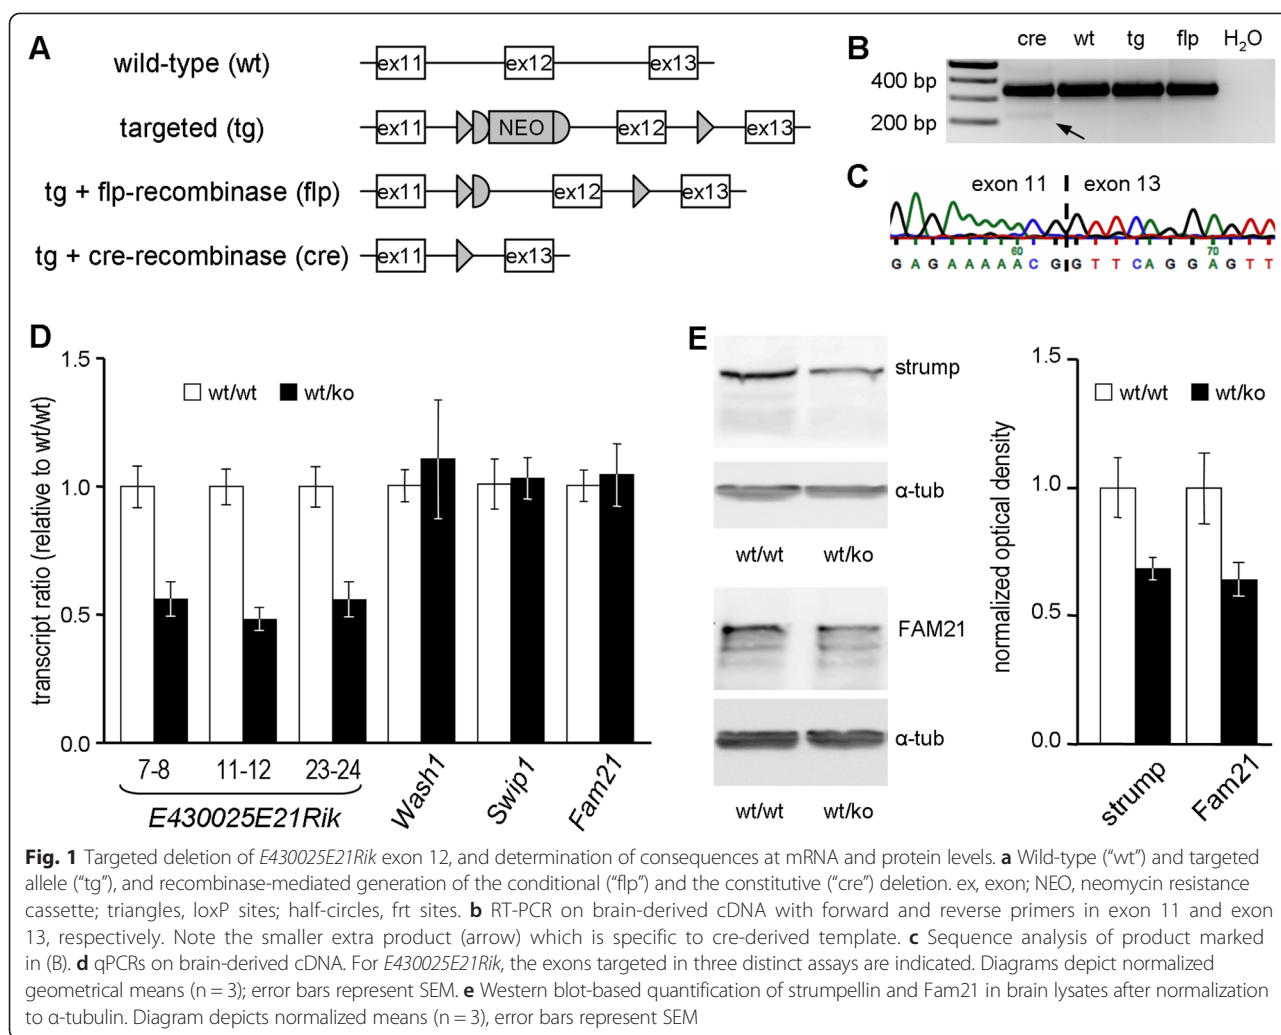 A
wild-type (wt)
ex11 ex12 ex13
targeted (tg)
ex11 NEO ex12 ex13
tg + flp-recombinase (flp)
ex11 ex12 ex13
tg + cre-recombinase (cre)
ex11 ex13
B
cre wt tg flp H2O
400 bp
200 bp
C
exon 11 exon 13
60 70
G A G A A A A A C G G T T C A G G A G T T
D
1.5
wt/wt wt/ko
1.0
0.5
0.0
transcript ratio (relative to wt/wt)
7-8 11-12 23-24
E430025E21Rik
Wash1
Swip1
Fam21
E
strump
α-tub
wt/wt wt/ko
FAM21
α-tub
wt/wt wt/ko
1.5
wt/wt wt/ko
1.0
0.5
0.0
normalized optical density
strump
Fam21
Fig. 1 Targeted deletion of E430025E21Rik exon 12, and determination of consequences at mRNA and protein levels. a Wild-type (“wt”) and targeted
allele (“tg”), and recombinase-mediated generation of the conditional (“flp”) and the constitutive (“cre”) deletion. ex, exon; NEO, neomycin resistance
cassette; triangles, loxP sites; half-circles, frt sites. b RT-PCR on brain-derived cDNA with forward and reverse primers in exon 11 and exon
13, respectively. Note the smaller extra product (arrow) which is specific to cre-derived template. c Sequence analysis of product marked
in (B). d qPCRs on brain-derived cDNA. For E430025E21Rik, the exons targeted in three distinct assays are indicated. Diagrams depict normalized
geometrical means (n = 3); error bars represent SEM. e Western blot-based quantification of strumpellin and Fam21 in brain lysates after normalization
to α-tubulin. Diagram depicts normalized means (n = 3), error bars represent SEM